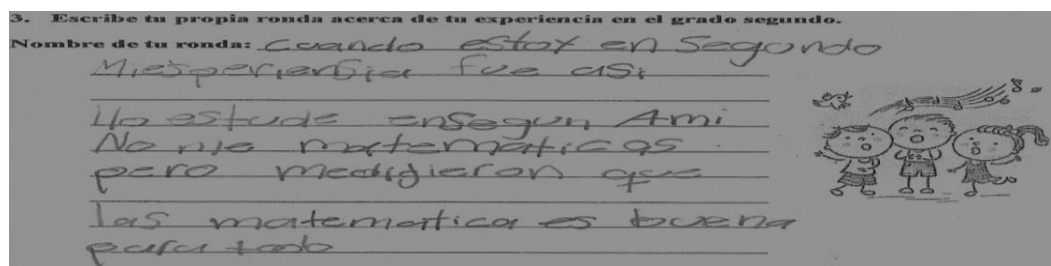 3. Escribe tu propia ronda acerca de tu experiencia en el grado segundo.
Nombre de tu ronda: Cuando estoy en Segundo
Miesperiensia fue asi
Yo estude ensegun Ami
No me matematicas
pero medigieron que
las matematica es buena
para todo